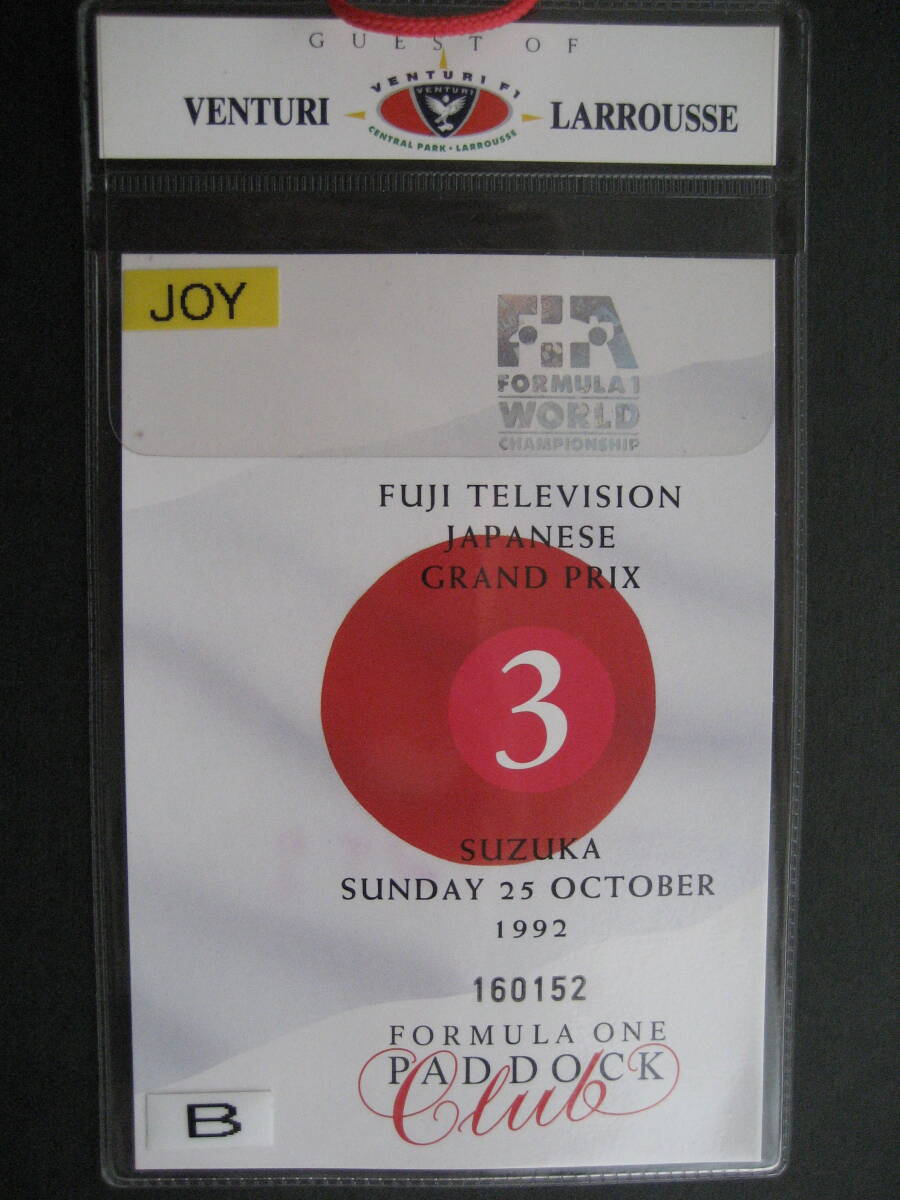 GUEST OF
VENTURI
VENTURI F1
VENTURI
CENTRAL PARK · LARROUSSE
LARROUSSE
JOY
FIA
FORMULA 1
WORLD
CHAMPIONSHIP
FUJI TELEVISION
JAPANESE
GRAND PRIX
3
SUZUKA
SUNDAY 25 OCTOBER
1992
160152
FORMULA ONE
PADDOCK
Club
B